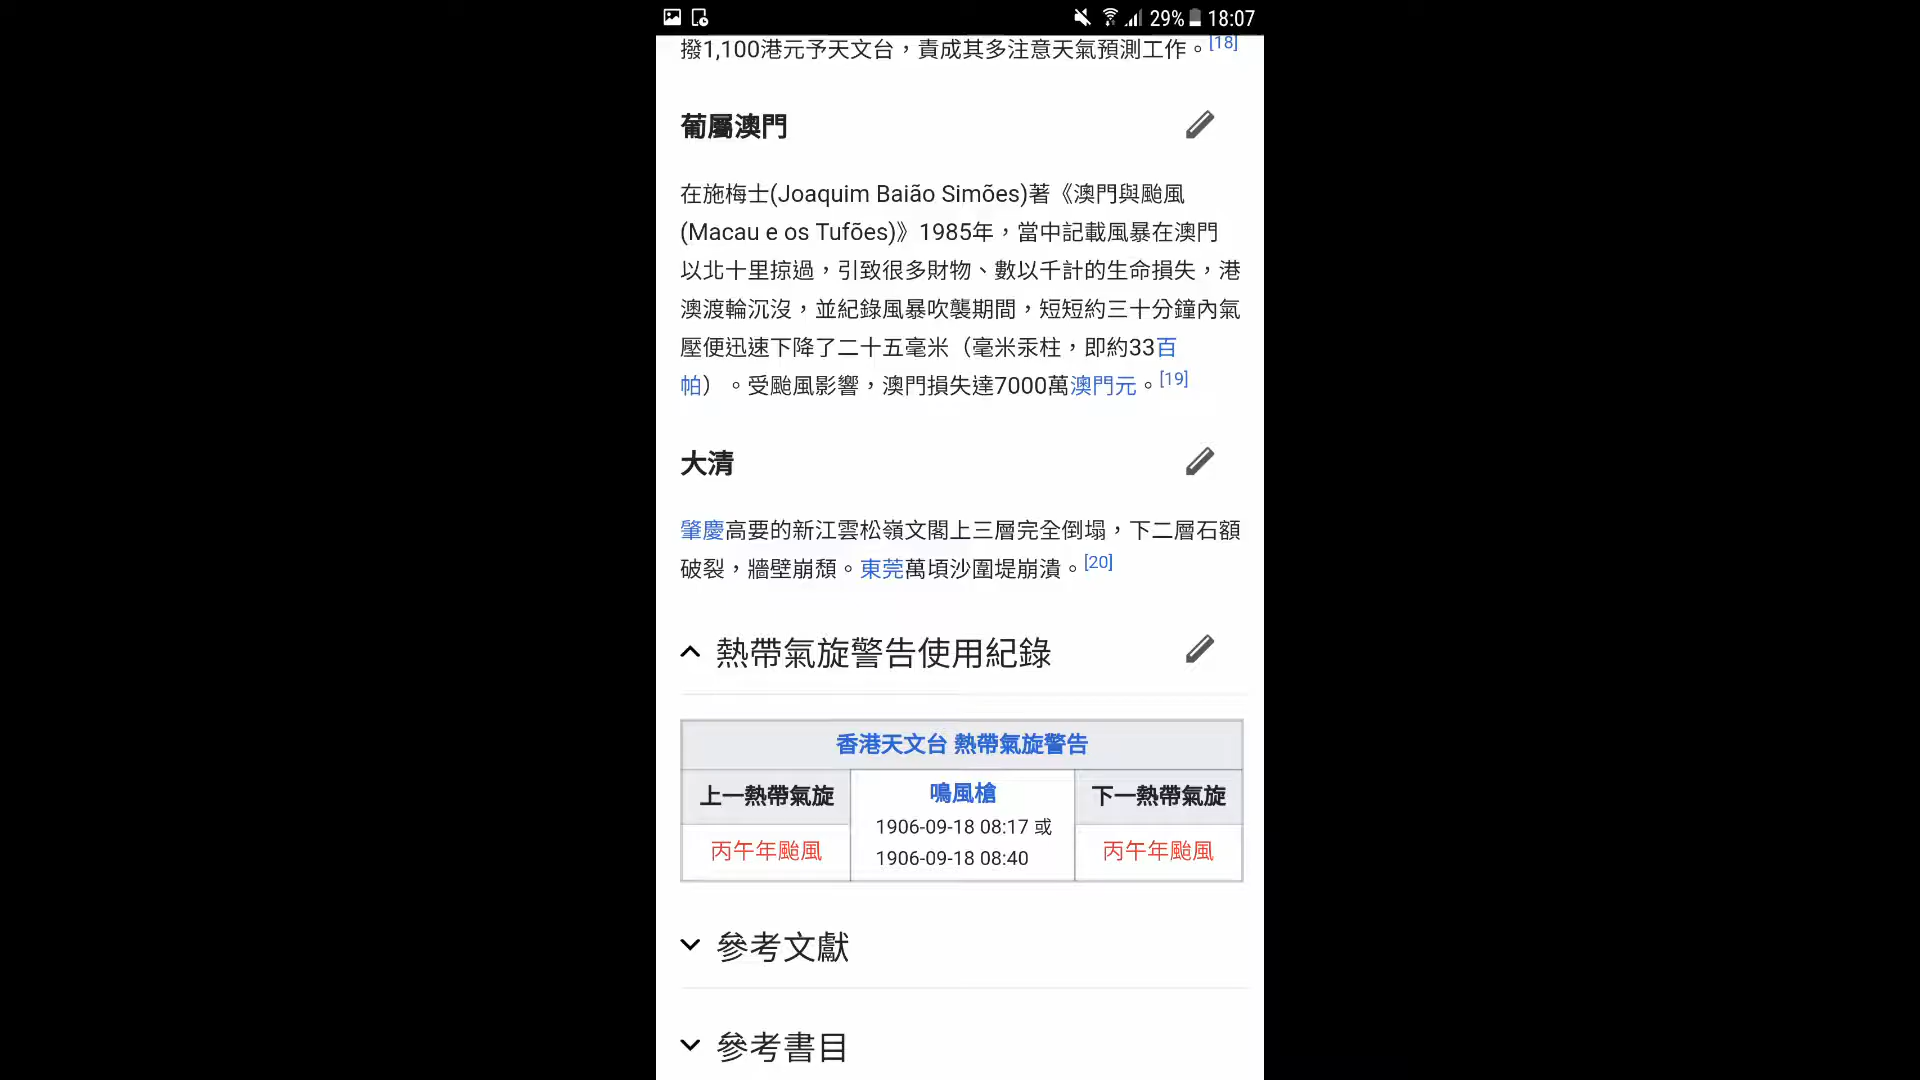 29% 18:07
撥1,100港元予天文台，責成其多注意天氣預測工作。[18]
葡屬澳門
在施梅士(Joaquim Baião Simões)著《澳門與颱風
(Macau e os Tufões)》1985年，當中記載風暴在澳門
以北十里掠過，引致很多財物、數以千計的生命損失，港
澳渡輪沉沒，並紀錄風暴吹襲期間，短短約三十分鐘內氣
壓便迅速下降了二十五毫米（毫米汞柱，即約33百
帕）。受颱風影響，澳門損失達7000萬澳門元。[19]
大清
肇慶高要的新江雲松嶺文閣上三層完全倒塌，下二層石額
破裂，牆壁崩頹。東莞萬頃沙圍堤崩潰。[20]
熱帶氣旋警告使用紀錄
香港天文台 熱帶氣旋警告
上一熱帶氣旋
鳴風槍
下一熱帶氣旋
1906-09-18 08:17 或
丙午年颱風
1906-09-18 08:40
丙午年颱風
參考文獻
參考書目